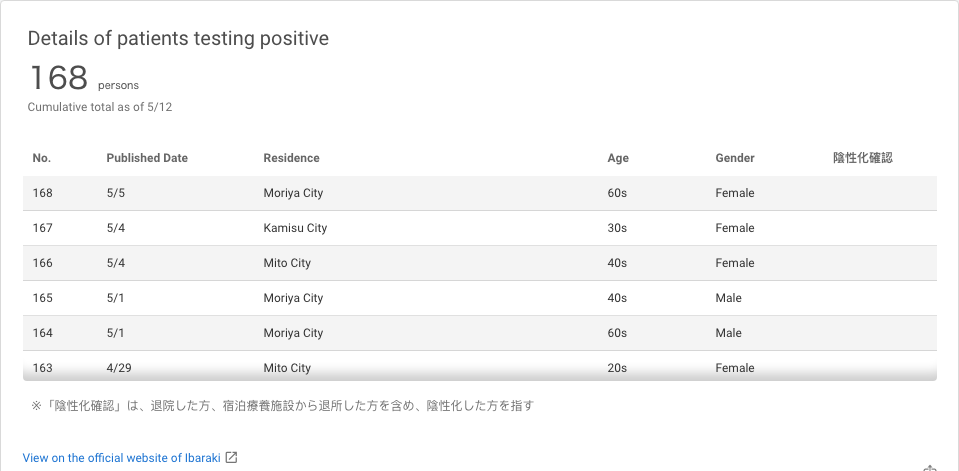 Details of patients testing positive
168 persons
Cumulative total as of 5/12
No. Published Date Residence Age Gender 陰性化確認
168 5/5 Moriya City 60s Female
167 5/4 Kamisu City 30s Female
166 5/4 Mito City 40s Female
165 5/1 Moriya City 40s Male
164 5/1 Moriya City 60s Male
163 4/29 Mito City 20s Female
※「陰性化確認」は、退院した方、宿泊療養施設から退所した方を含め、陰性化した方を指す
View on the official website of Ibaraki